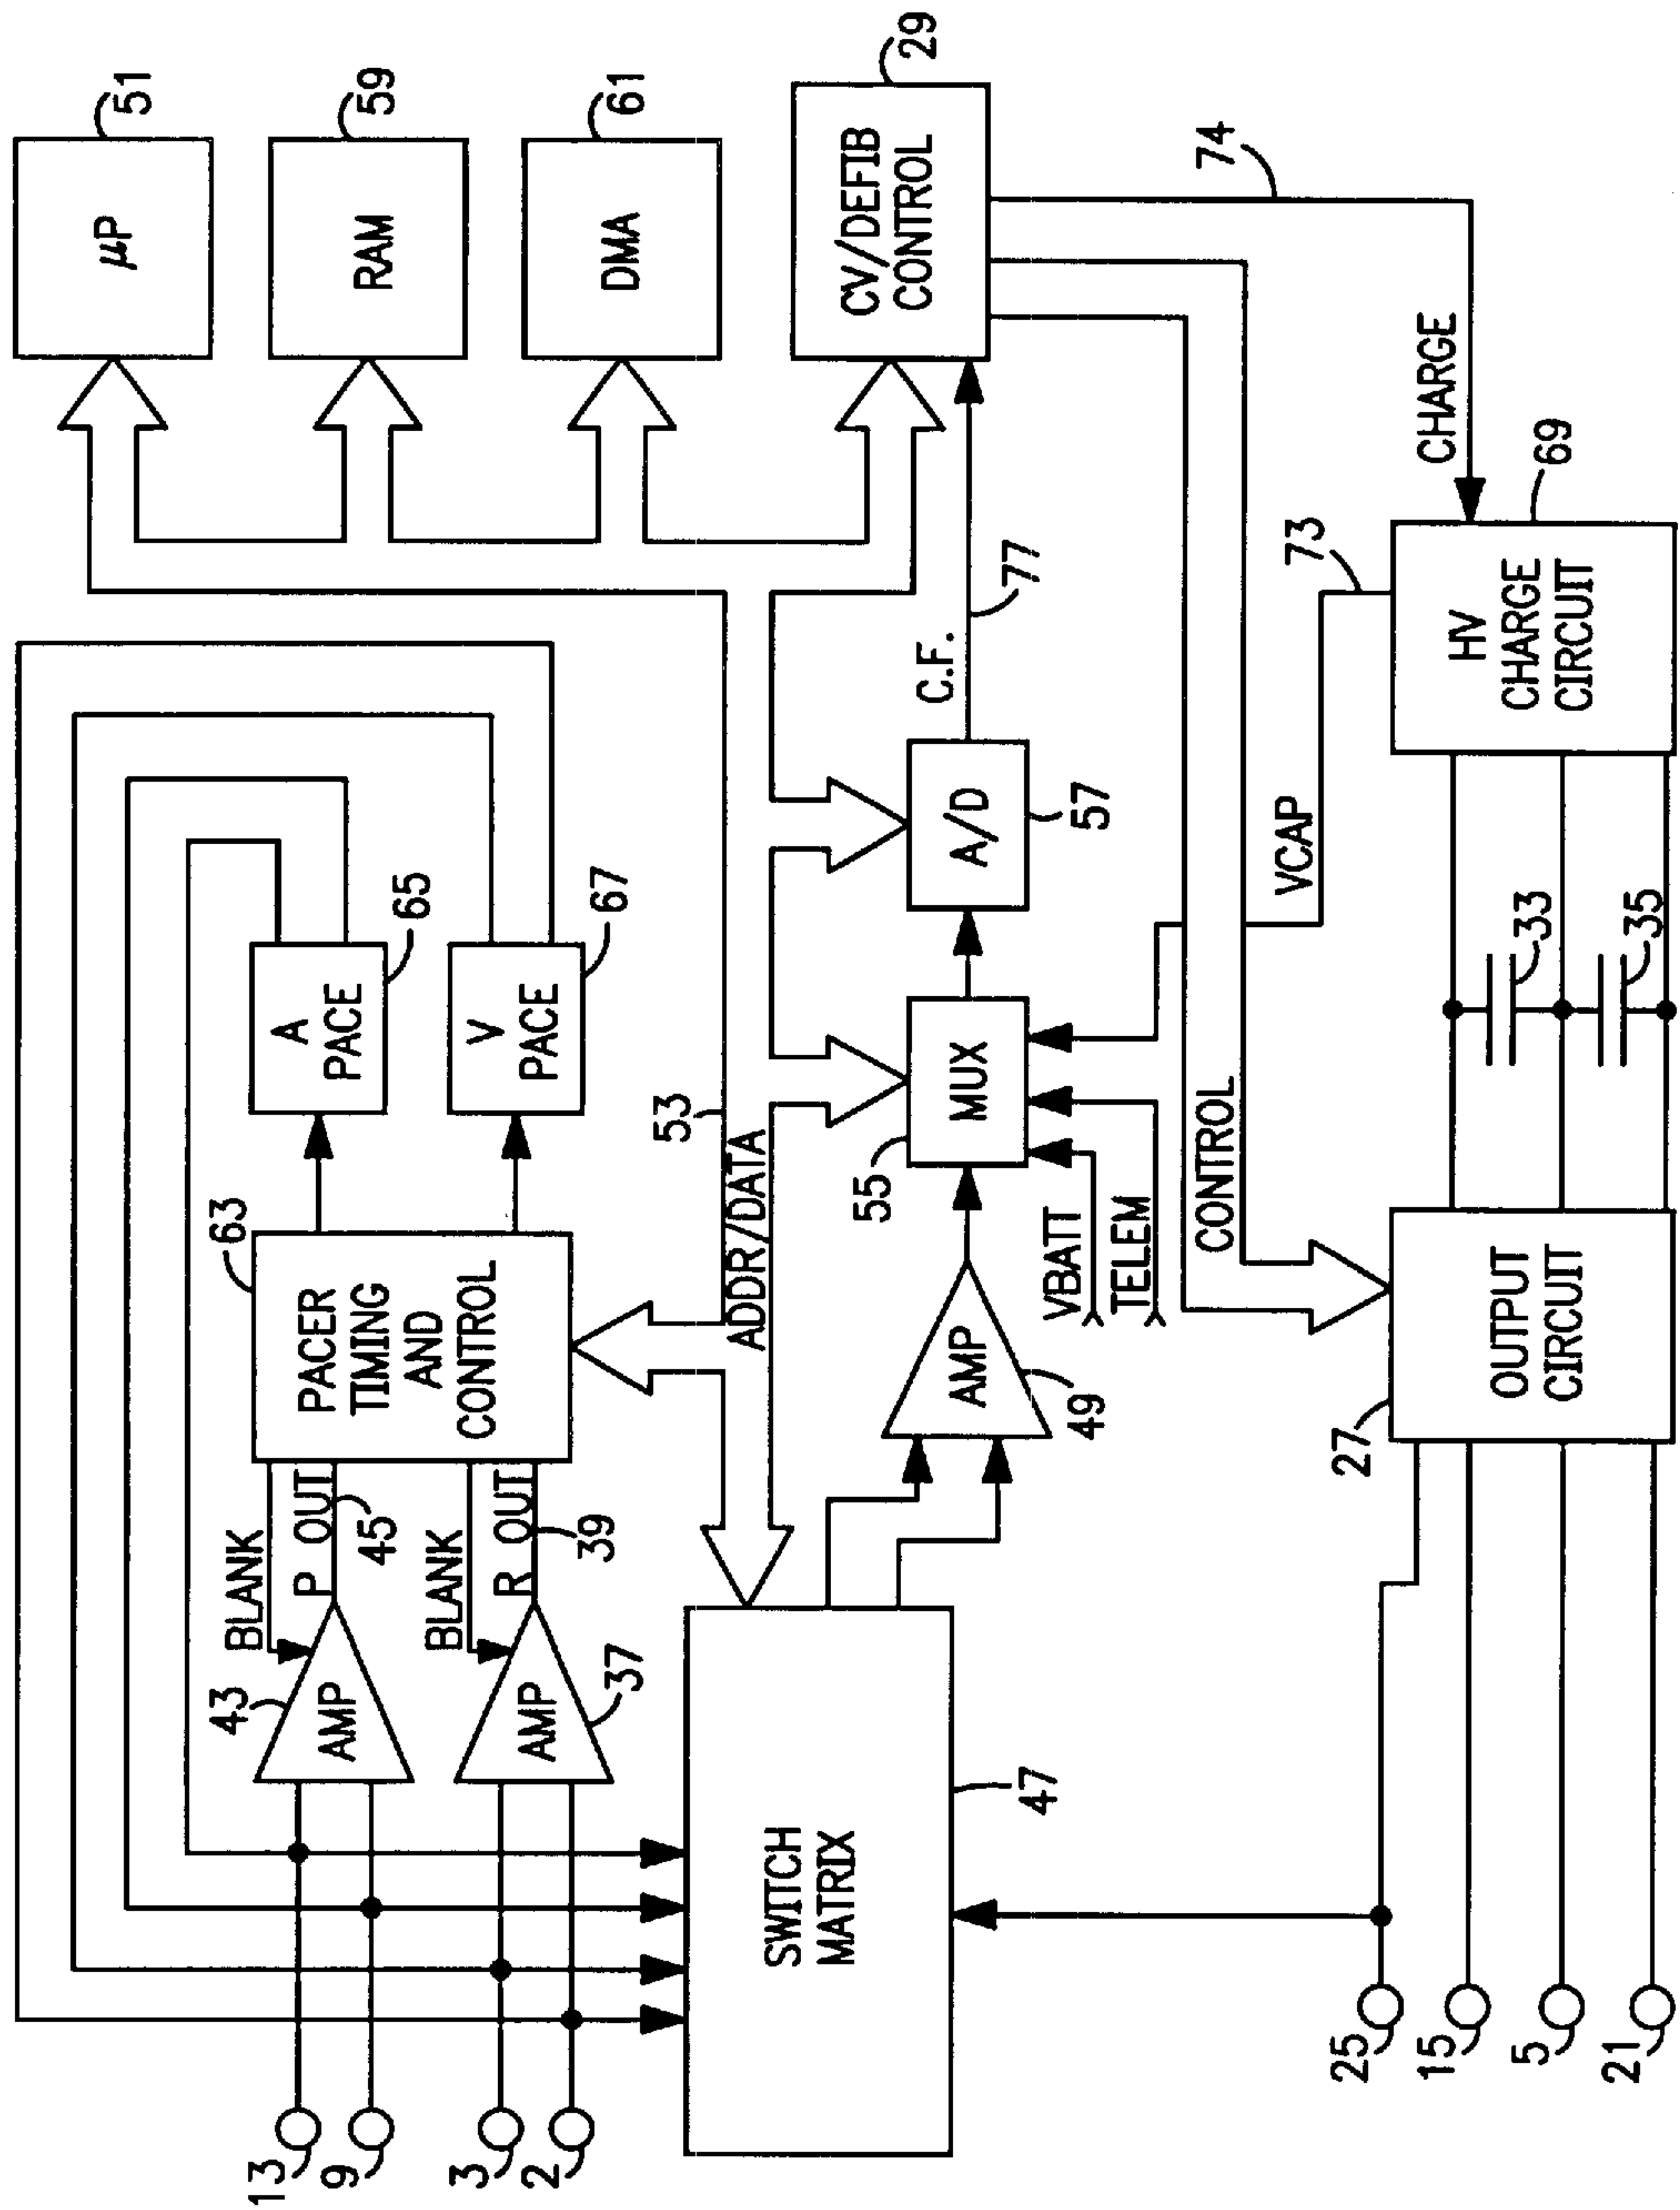 13
9
3
2
43
AMP
BLANK
P OUT
45
37
AMP
BLANK
R OUT
39
63
PACER
TIMING
AND
CONTROL
A
PACE
65
V
PACE
67
μP
51
RAM
59
DMA
61
53
ADDR/DATA
SWITCH
MATRIX
47
AMP
49
55
MUX
VBATT
TELEM
A/D
57
C.F.
77
CV/DEFIB
CONTROL
29
74
CONTROL
VCAP
73
CHARGE
25
15
5
21
27
OUTPUT
CIRCUIT
33
35
HV
CHARGE
CIRCUIT
69